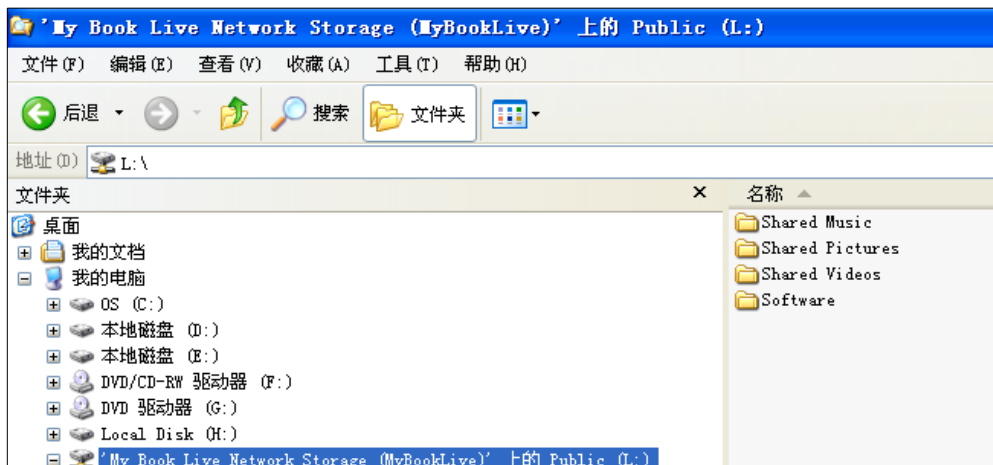 'My Book Live Network Storage (MyBookLive)' 上的 Public (L:)
文件(F) 编辑(E) 查看(V) 收藏(A) 工具(T) 帮助(H)
后退 搜索 文件夹
地址(D) L:\
文件夹
桌面
我的文档
我的电脑
OS (C:)
本地磁盘 (D:)
本地磁盘 (E:)
DVD/CD-RW 驱动器 (F:)
DVD 驱动器 (G:)
Local Disk (H:)
'My Book Live Network Storage (MyBookLive)' 上的 Public (L:)
名称
Shared Music
Shared Pictures
Shared Videos
Software